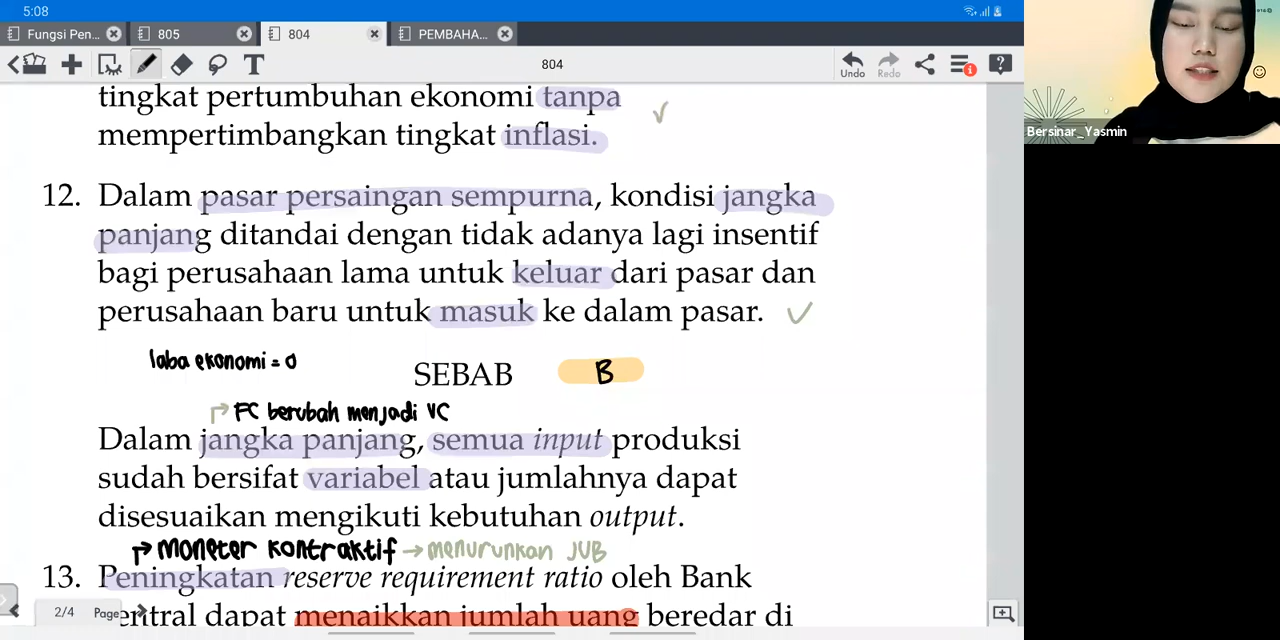 5:08
Fungsi Pen...
805
804
PEMBAHA...
804
Undo
Redo
Bersinar_Yasmin
tingkat pertumbuhan ekonomi tanpa
mempertimbangkan tingkat inflasi.
12. Dalam pasar persaingan sempurna, kondisi jangka
panjang ditandai dengan tidak adanya lagi insentif
bagi perusahaan lama untuk keluar dari pasar dan
perusahaan baru untuk masuk ke dalam pasar.
laba ekonomi = 0
SEBAB B
FC berubah menjadi VC
Dalam jangka panjang, semua input produksi
sudah bersifat variabel atau jumlahnya dapat
disesuaikan mengikuti kebutuhan output.
moneter kontraktif → menurunkan JUB
13. Peningkatan reserve requirement ratio oleh Bank
entral dapat menaikkan jumlah uang beredar di
2/4 Page